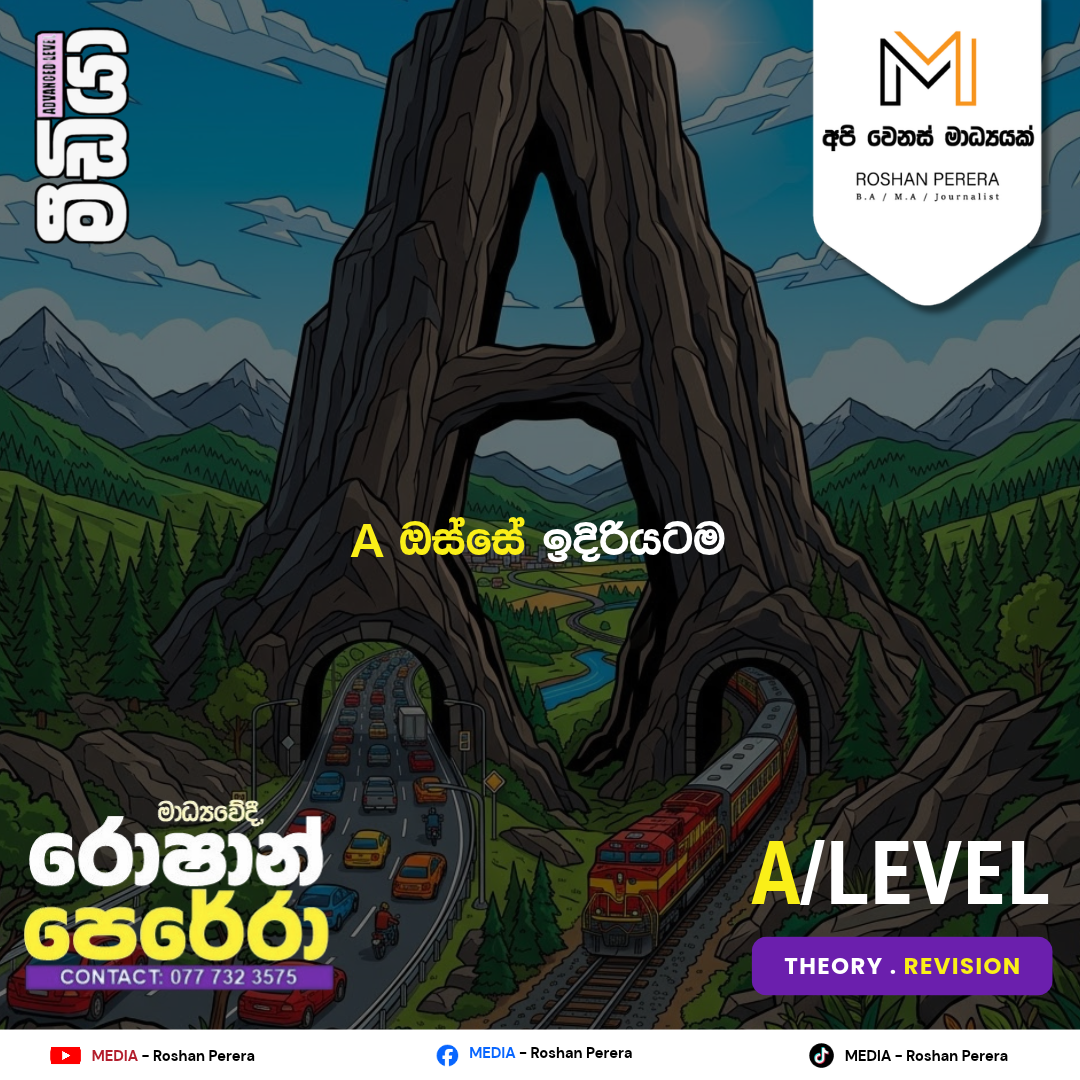 මීඩියා
ADVANCED LEVE
අපි වෙනස් මාධ්‍යයක්
ROSHAN PERERA
B.A / M.A / Journalist
A ඔස්සේ ඉදිරියටම
මාධ්‍යවේදී,
රොෂාන්
පෙරේරා
CONTACT: 077 732 3575
A/LEVEL
THEORY . REVISION
MEDIA - Roshan Perera
MEDIA - Roshan Perera
MEDIA - Roshan Perera